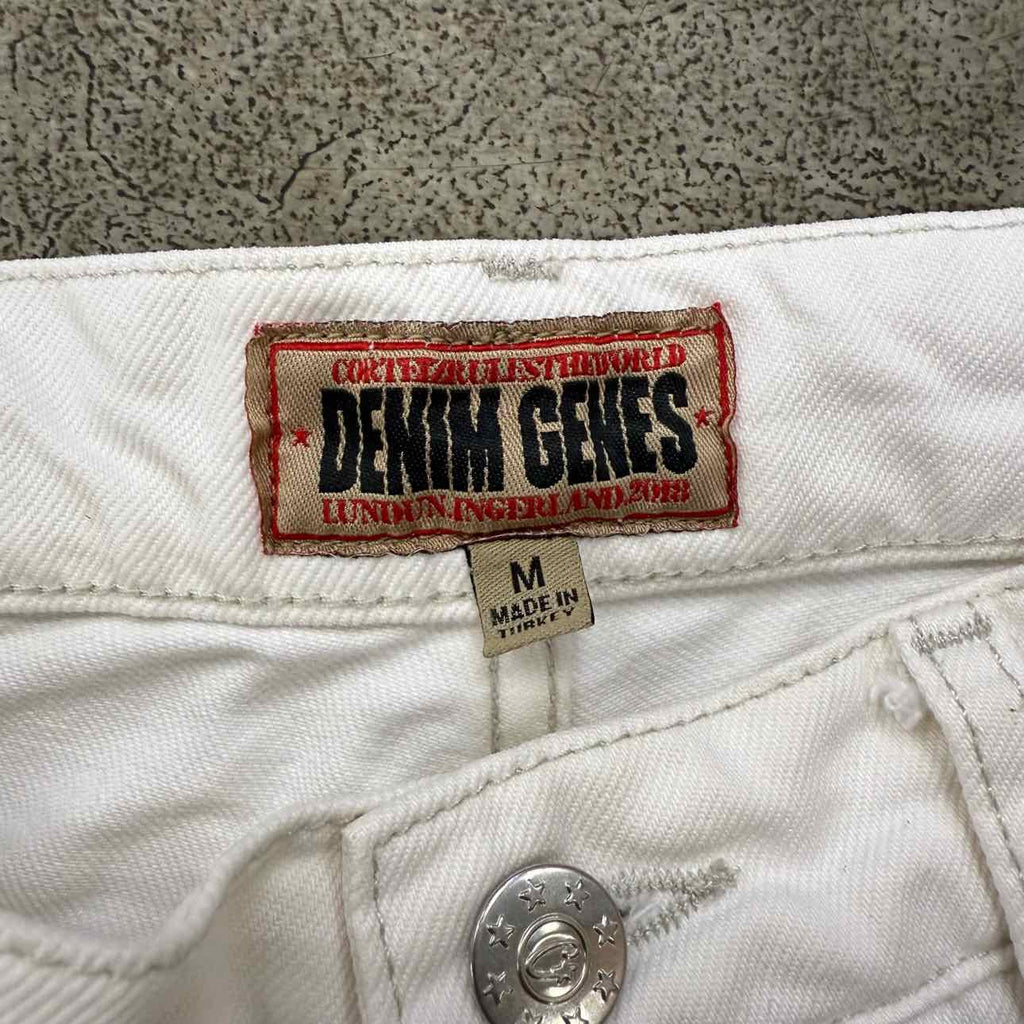 CORTEIZRULESTHEWORLD
DENIM GENES
LUNDUN.INGERLAND.2018
M
MADE IN
TURKEY